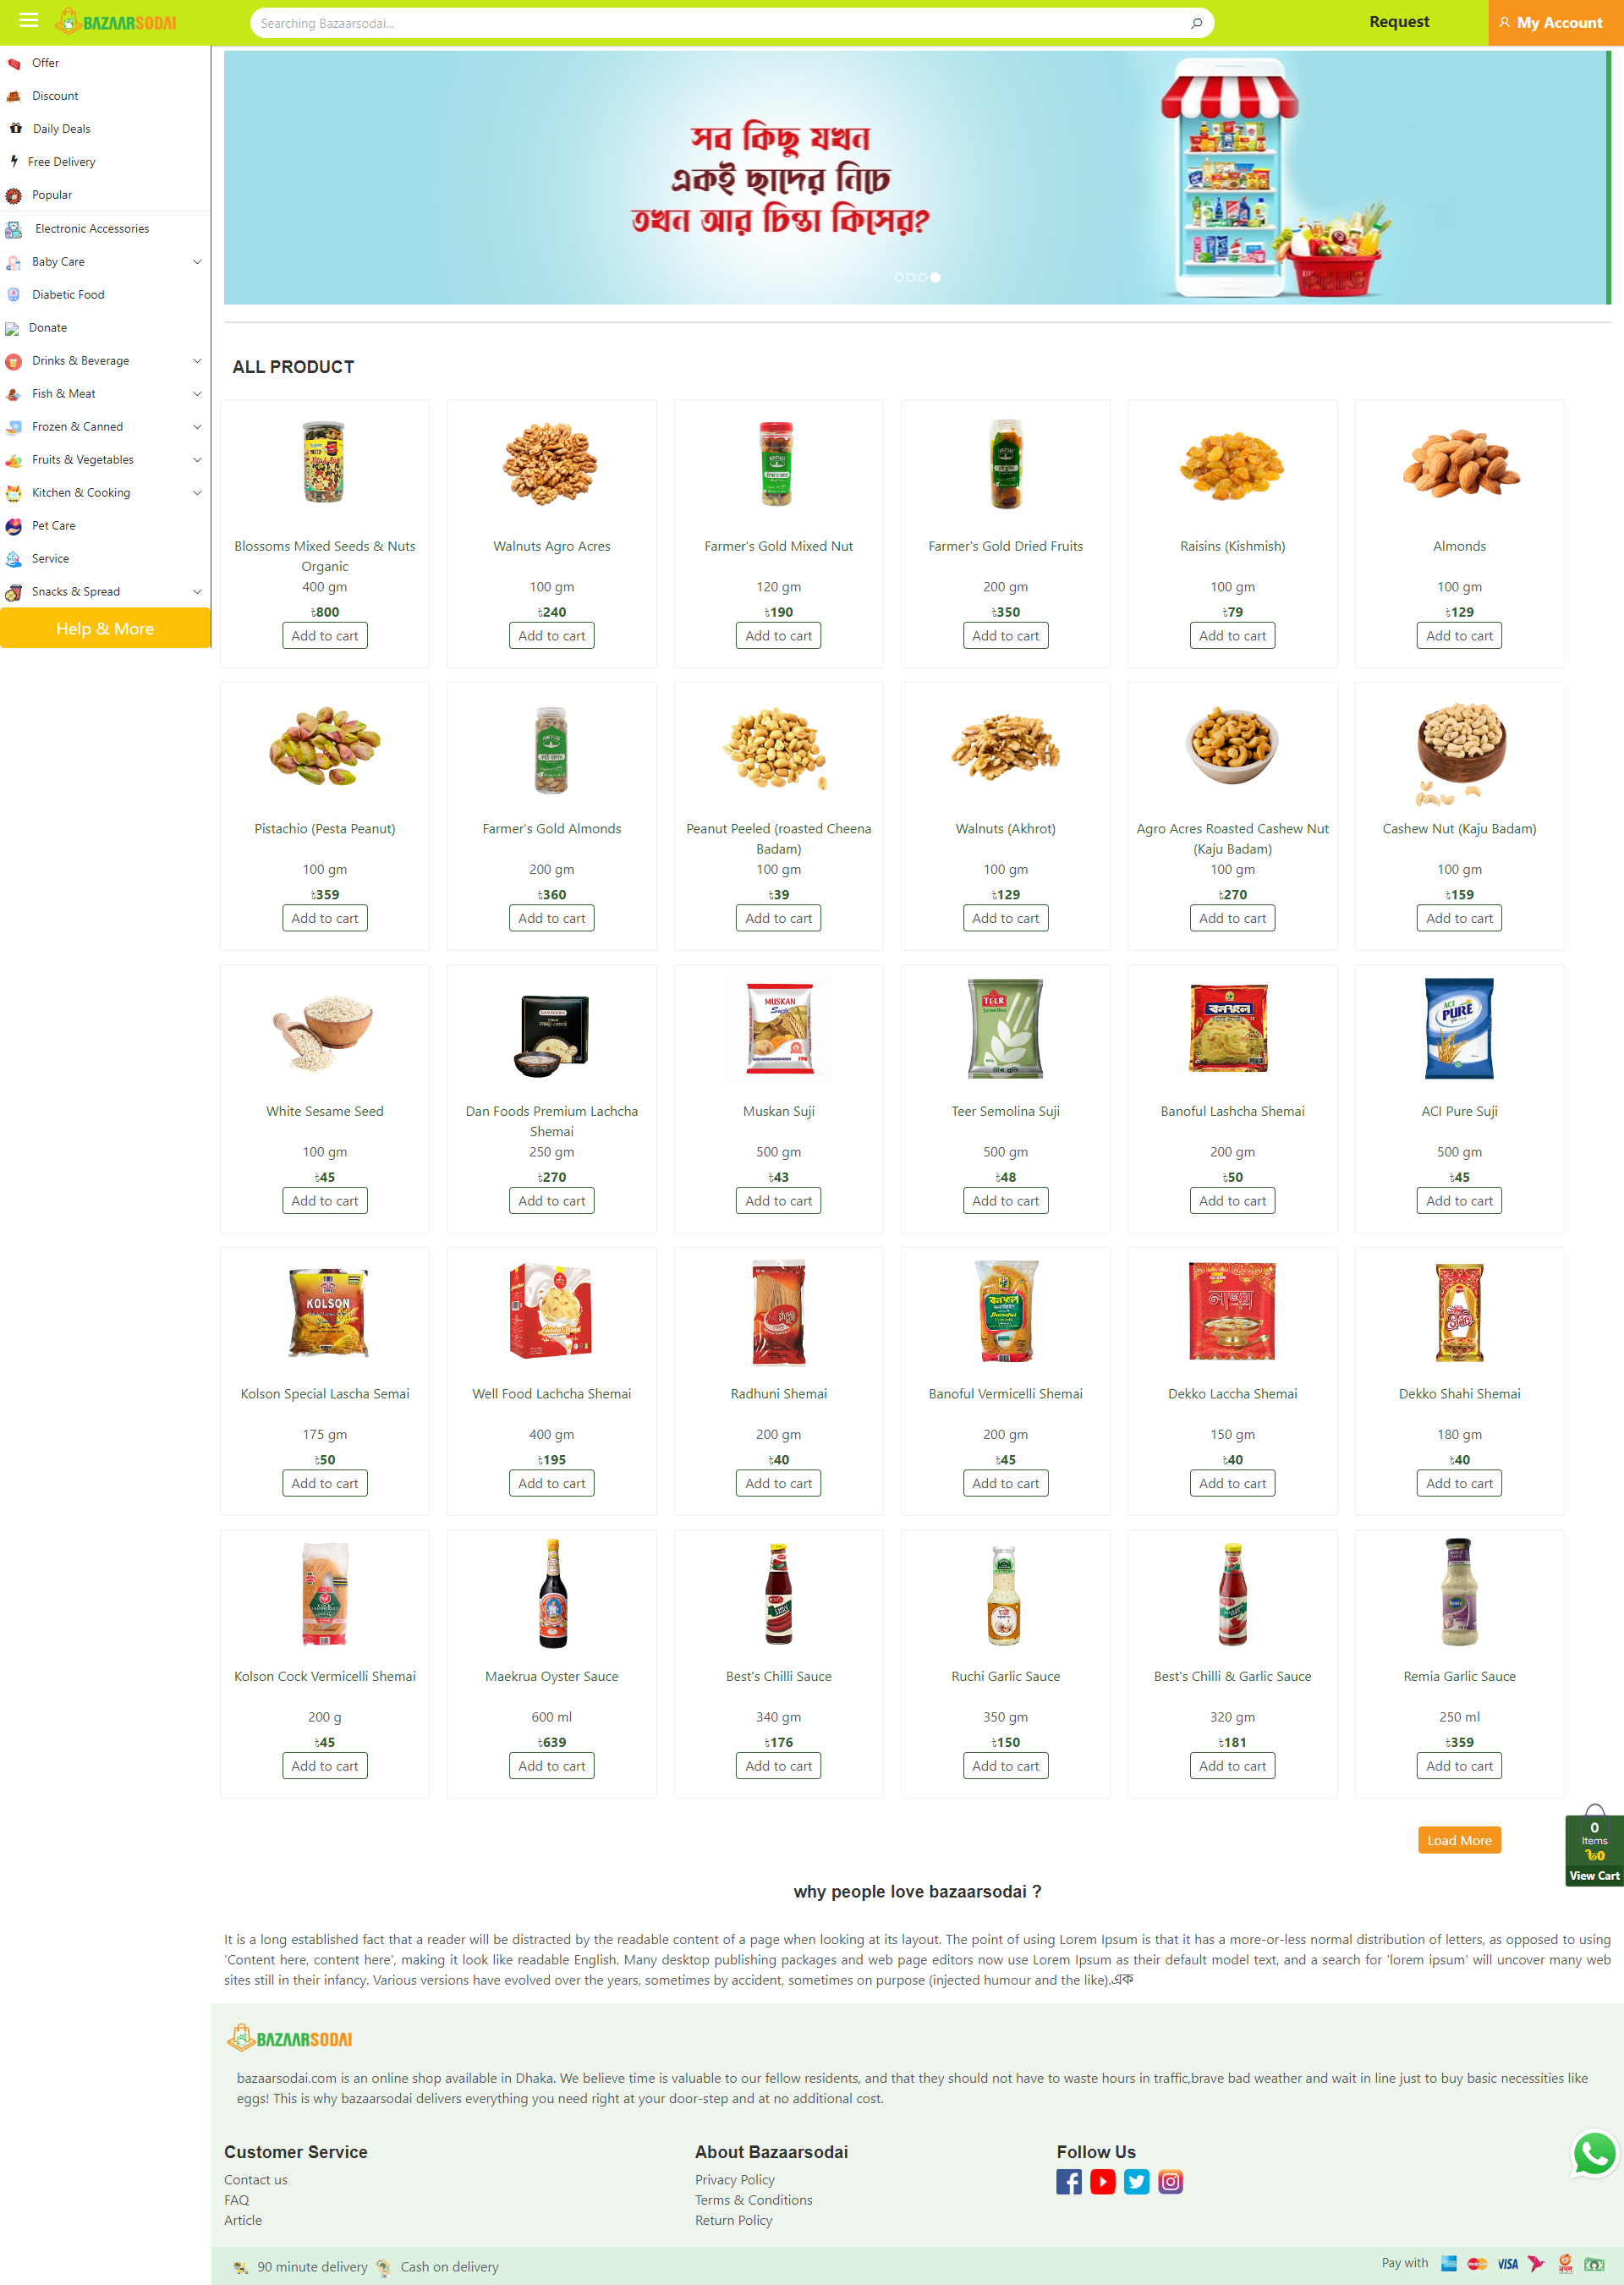 BAZAARSODAI
Searching Bazaarsodai...
Request
My Account
Offer
Discount
Daily Deals
Free Delivery
Popular
Electronic Accessories
Baby Care
Diabetic Food
Donate
Drinks & Beverage
Fish & Meat
Frozen & Canned
Fruits & Vegetables
Kitchen & Cooking
Pet Care
Service
Snacks & Spread
Help & More
সব কিছু যখন
একই ছাদের নিচে
তখন আর চিন্তা কিসের?
ALL PRODUCT
Blossoms Mixed Seeds & Nuts
Organic
400 gm
৳800
Add to cart
Walnuts Agro Acres
100 gm
৳240
Add to cart
Farmer's Gold Mixed Nut
120 gm
৳190
Add to cart
Farmer's Gold Dried Fruits
200 gm
৳350
Add to cart
Raisins (Kishmish)
100 gm
৳79
Add to cart
Almonds
100 gm
৳129
Add to cart
Pistachio (Pesta Peanut)
100 gm
৳359
Add to cart
Farmer's Gold Almonds
200 gm
৳360
Add to cart
Peanut Peeled (roasted Cheena
Badam)
100 gm
৳39
Add to cart
Walnuts (Akhrot)
100 gm
৳129
Add to cart
Agro Acres Roasted Cashew Nut
(Kaju Badam)
100 gm
৳270
Add to cart
Cashew Nut (Kaju Badam)
100 gm
৳159
Add to cart
White Sesame Seed
100 gm
৳45
Add to cart
DAN FOODS
Dan Foods Premium Lachcha
Shemai
250 gm
৳270
Add to cart
MUSKAN
Suji
Muskan Suji
500 gm
৳43
Add to cart
TEER
Semolina
Teer Semolina Suji
500 gm
৳48
Add to cart
বনফুল
Banoful Lashcha Shemai
200 gm
৳50
Add to cart
ACI
PURE
ACI Pure Suji
500 gm
৳45
Add to cart
KOLSON
Kolson Special Lascha Semai
175 gm
৳50
Add to cart
Well Food Lachcha Shemai
400 gm
৳195
Add to cart
Radhuni Shemai
200 gm
৳40
Add to cart
বনফুল
Banoful Vermicelli Shemai
200 gm
৳45
Add to cart
Dekko Laccha Shemai
150 gm
৳40
Add to cart
Dekko Shahi Shemai
180 gm
৳40
Add to cart
Kolson Cock Vermicelli Shemai
200 g
৳45
Add to cart
Maekrua Oyster Sauce
600 ml
৳639
Add to cart
Best's Chilli Sauce
340 gm
৳176
Add to cart
Ruchi Garlic Sauce
350 gm
৳150
Add to cart
Best's Chilli & Garlic Sauce
320 gm
৳181
Add to cart
Remia Garlic Sauce
250 ml
৳359
Add to cart
Load More
0
Items
৳0
View Cart
why people love bazaarsodai ?
It is a long established fact that a reader will be distracted by the readable content of a page when looking at its layout. The point of using Lorem Ipsum is that it has a more-or-less normal distribution of letters, as opposed to using
'Content here, content here', making it look like readable English. Many desktop publishing packages and web page editors now use Lorem Ipsum as their default model text, and a search for 'lorem ipsum' will uncover many web
sites still in their infancy. Various versions have evolved over the years, sometimes by accident, sometimes on purpose (injected humour and the like).এক
BAZAARSODAI
bazaarsodai.com is an online shop available in Dhaka. We believe time is valuable to our fellow residents, and that they should not have to waste hours in traffic,brave bad weather and wait in line just to buy basic necessities like
eggs! This is why bazaarsodai delivers everything you need right at your door-step and at no additional cost.
Customer Service
Contact us
FAQ
Article
About Bazaarsodai
Privacy Policy
Terms & Conditions
Return Policy
Follow Us
90 minute delivery
Cash on delivery
Pay with
VISA